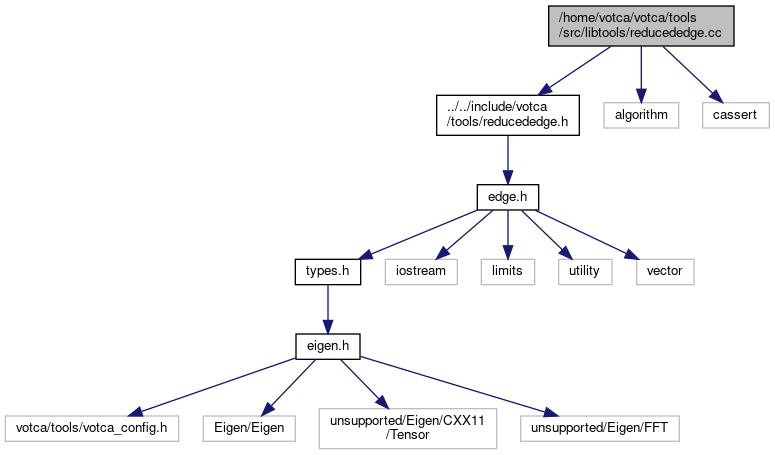 /home/votca/votca/tools
/src/libtools/reducededge.cc
../../include/votca
/tools/reducededge.h
algorithm
cassert
edge.h
types.h
iostream
limits
utility
vector
eigen.h
votca/tools/votca_config.h
Eigen/Eigen
unsupported/Eigen/CXX11
/Tensor
unsupported/Eigen/FFT